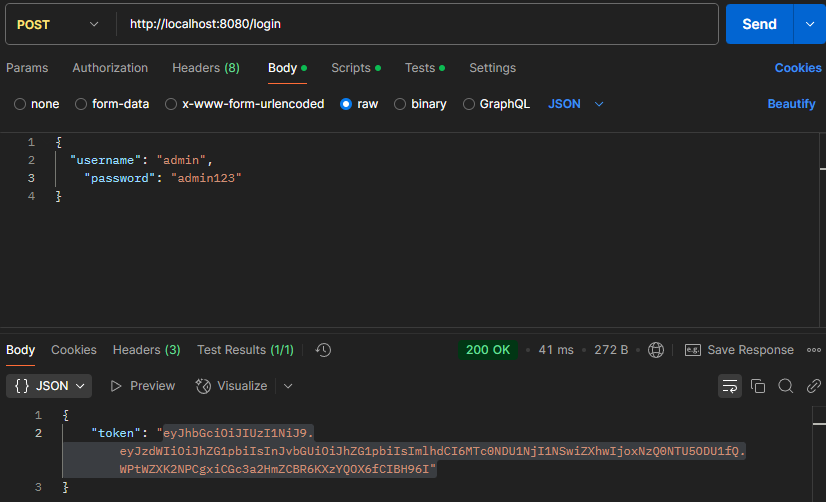 POST http://localhost:8080/login Send
Params Authorization Headers (8) Body Scripts Tests Settings Cookies
none form-data x-www-form-urlencoded raw binary GraphQL JSON Beautify
1 {
2 "username": "admin",
3 "password": "admin123"
4 }
Body Cookies Headers (3) Test Results (1/1) 200 OK 41 ms 272 B e.g. Save Response
{} JSON Preview Visualize
1 {
2 "token": "eyJhbGciOiJIUzI1NiJ9.
eyJzdWIiOiJhZG1pbiIsInJvbGUiOiJhZG1pbiIsImlhdCI6MTc0NDU1NjI1NSwiZXhwIjoxNzQ0NTU5ODU1fQ.
WPtWZXK2NPCgxiCGc3a2HmZCBR6KXzYQOX6fCIBH96I"
3 }